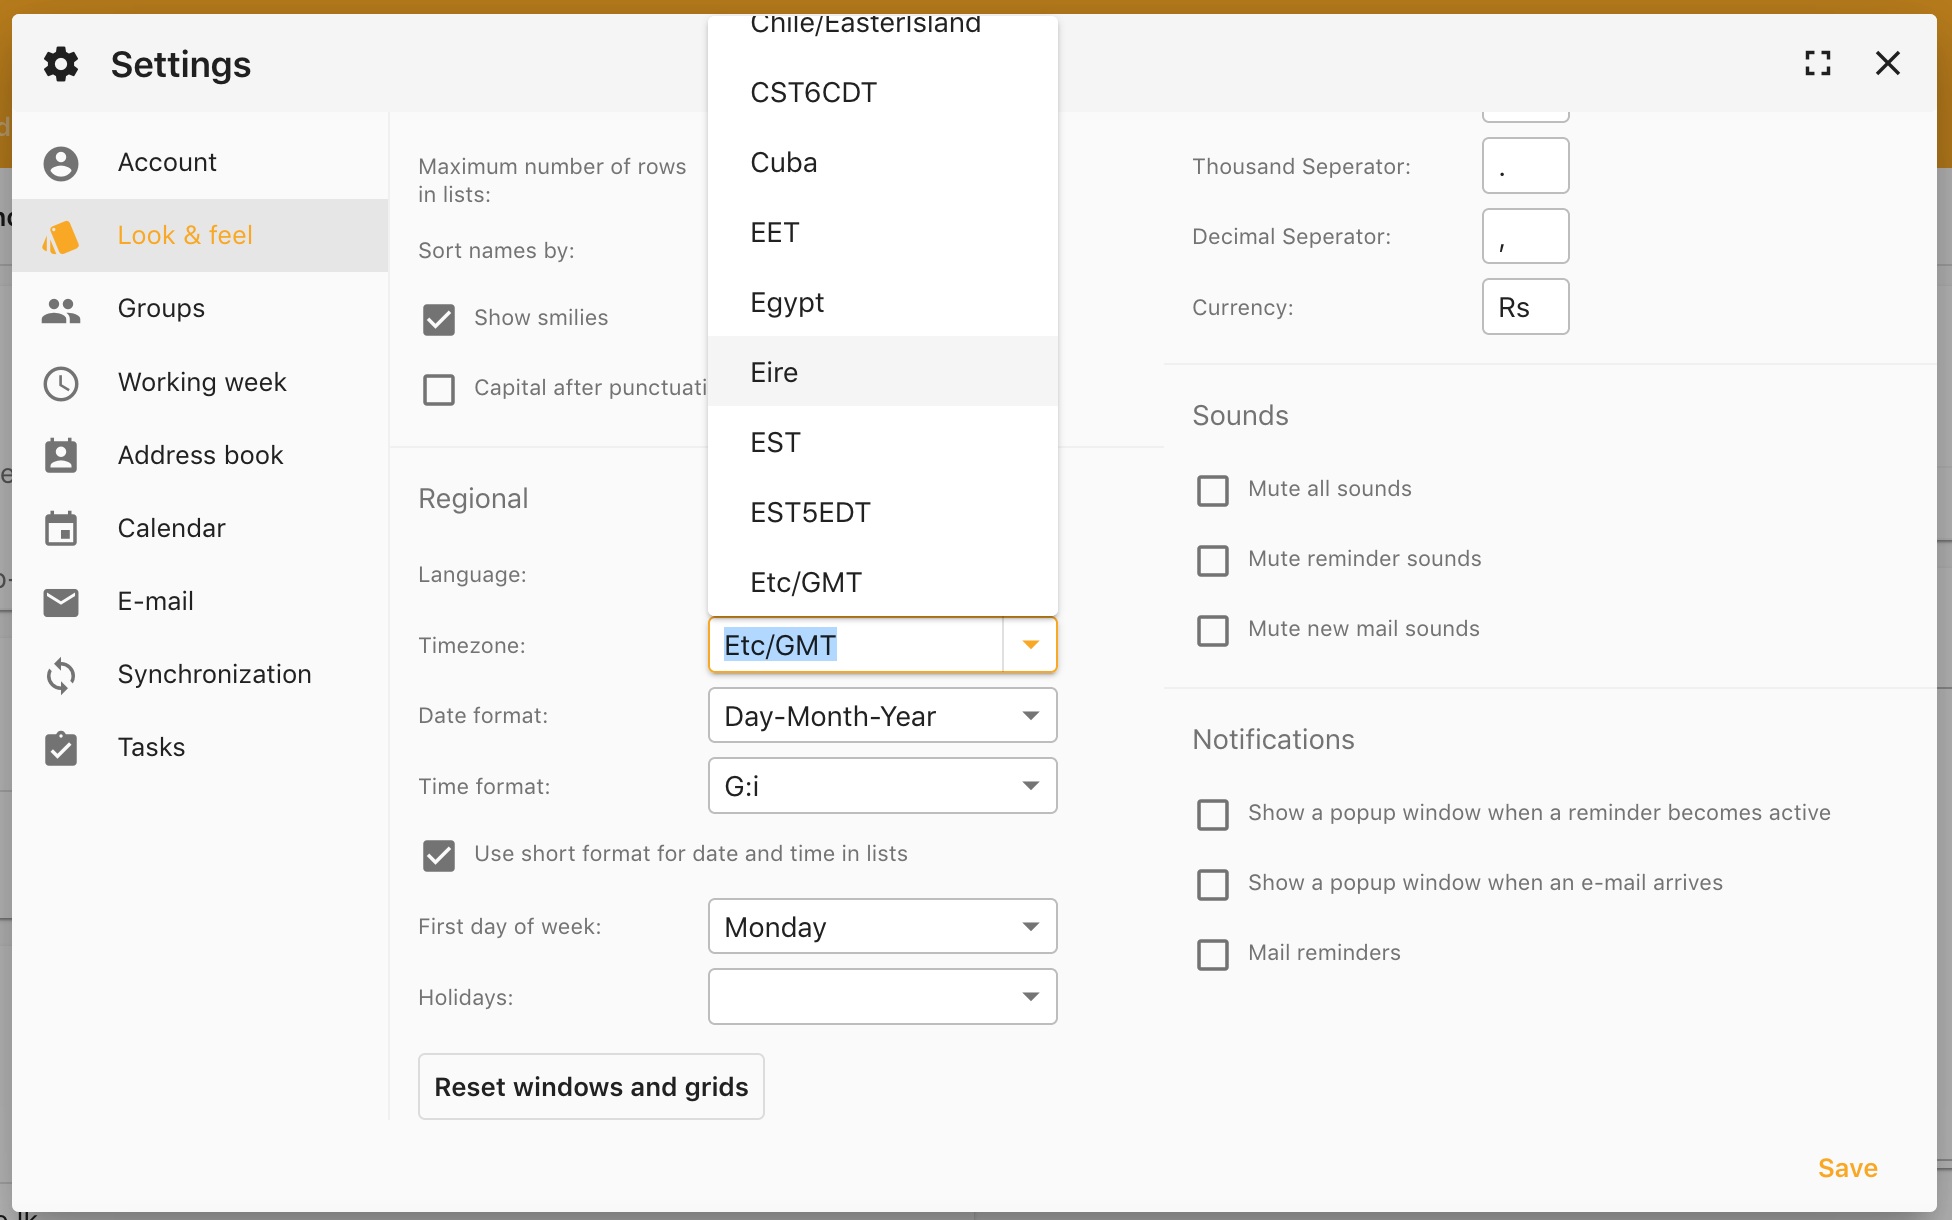 Settings
Account
Look & feel
Groups
Working week
Address book
Calendar
E-mail
Synchronization
Tasks
Maximum number of rows
in lists:
Sort names by:
Show smilies
Capital after punctuati
Regional
Language:
Chile/EasterIsland
CST6CDT
Cuba
EET
Egypt
Eire
EST
EST5EDT
Etc/GMT
Timezone:
Etc/GMT
Date format:
Day-Month-Year
Time format:
G:i
Use short format for date and time in lists
First day of week:
Monday
Holidays:
Reset windows and grids
Thousand Seperator:
.
Decimal Seperator:
,
Currency:
Rs
Sounds
Mute all sounds
Mute reminder sounds
Mute new mail sounds
Notifications
Show a popup window when a reminder becomes active
Show a popup window when an e-mail arrives
Mail reminders
Save